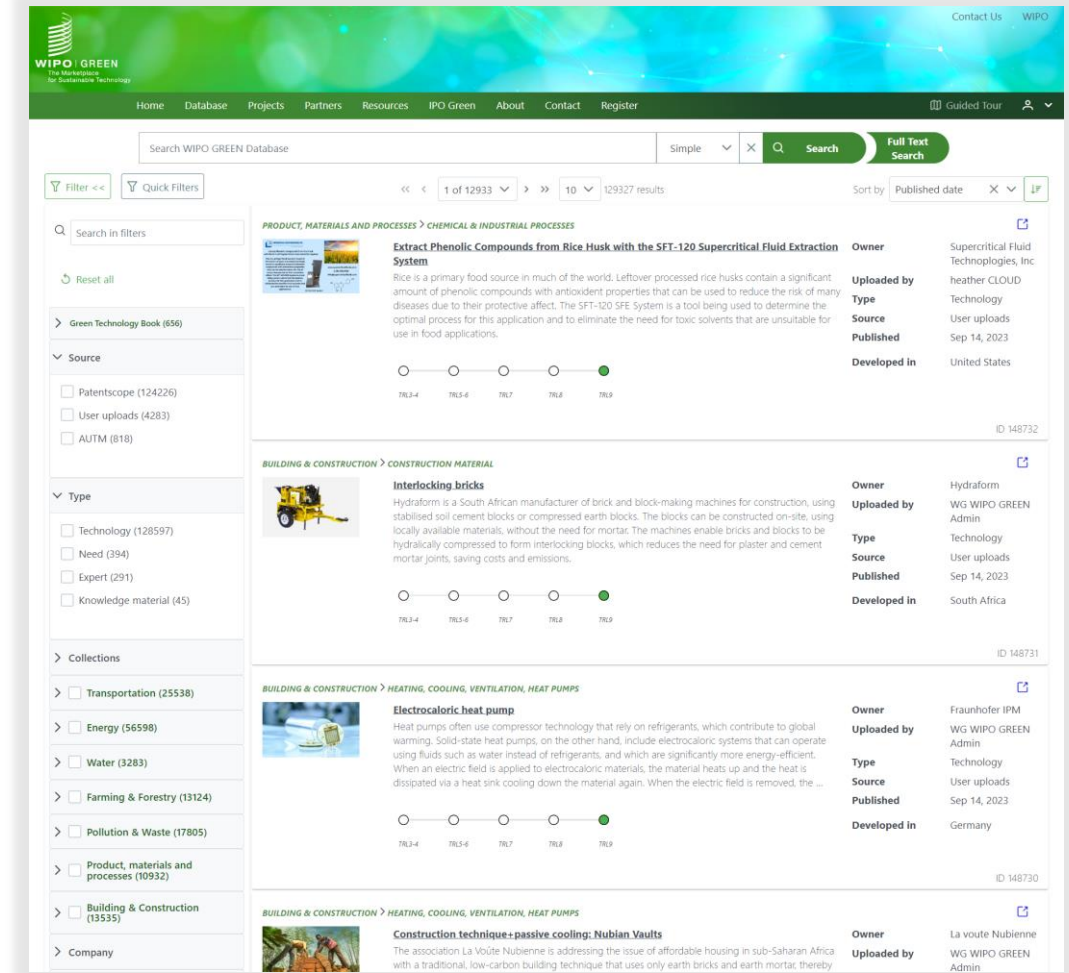 Contact Us WIPO
WIPO | GREEN
The Marketplace
for Sustainable Technology
Home Database Projects Partners Resources IPO Green About Contact Register Guided Tour
Search WIPO GREEN Database Simple Search Full Text
Search
Filter << Quick Filters << < 1 of 12933 > >> 10 129327 results Sort by Published date
Search in filters
Reset all
Green Technology Book (656)
Source
Patentscope (124226)
User uploads (4283)
AUTM (818)
Type
Technology (128597)
Need (394)
Expert (291)
Knowledge material (45)
Collections
Transportation (25538)
Energy (56598)
Water (3283)
Farming & Forestry (13124)
Pollution & Waste (17805)
Product, materials and
processes (10932)
Building & Construction
(13535)
Company
PRODUCT, MATERIALS AND PROCESSES > CHEMICAL & INDUSTRIAL PROCESSES
Extract Phenolic Compounds from Rice Husk with the SFT-120 Supercritical Fluid Extraction
System
Rice is a primary food source in much of the world. Leftover processed rice husks contain a significant
amount of phenolic compounds with antioxident properties that can be used to reduce the risk of many
diseases due to their protective affect. The SFT-120 SFE System is a tool being used to determine the
optimal process for this application and to eliminate the need for toxic solvents that are unsuitable for
use in food applications.
TRL3-4 TRL5-6 TRL7 TRL8 TRL9
Owner Supercritical Fluid
Technoplogies, Inc
Uploaded by heather CLOUD
Type Technology
Source User uploads
Published Sep 14, 2023
Developed in United States
ID 148732
BUILDING & CONSTRUCTION > CONSTRUCTION MATERIAL
Interlocking bricks
Hydraform is a South African manufacturer of brick and block-making machines for construction, using
stabilised soil cement blocks or compressed earth blocks. The blocks can be constructed on-site, using
locally available materials, without the need for mortar. The machines enable bricks and blocks to be
hydralically compressed to form interlocking blocks, which reduces the need for plaster and cement
mortar joints, saving costs and emissions.
TRL3-4 TRL5-6 TRL7 TRL8 TRL9
Owner Hydraform
Uploaded by WG WIPO GREEN
Admin
Type Technology
Source User uploads
Published Sep 14, 2023
Developed in South Africa
ID 148731
BUILDING & CONSTRUCTION > HEATING, COOLING, VENTILATION, HEAT PUMPS
Electrocaloric heat pump
Heat pumps often use compressor technology that rely on refrigerants, which contribute to global
warming. Solid-state heat pumps, on the other hand, include electrocaloric systems that can operate
using fluids such as water instead of refrigerants, and which are significantly more energy-efficient.
When an electric field is applied to electrocaloric materials, the material heats up and the heat is
dissipated via a heat sink cooling down the material again. When the electric field is removed, the ...
TRL3-4 TRL5-6 TRL7 TRL8 TRL9
Owner Fraunhofer IPM
Uploaded by WG WIPO GREEN
Admin
Type Technology
Source User uploads
Published Sep 14, 2023
Developed in Germany
ID 148730
BUILDING & CONSTRUCTION > HEATING, COOLING, VENTILATION, HEAT PUMPS
Construction technique+passive cooling: Nubian Vaults
The association La Voûte Nubienne is addressing the issue of affordable housing in sub-Saharan Africa
with a traditional, low-carbon building technique that uses only earth bricks and earth mortar, thereby
Owner La voute Nubienne
Uploaded by WG WIPO GREEN
Admin